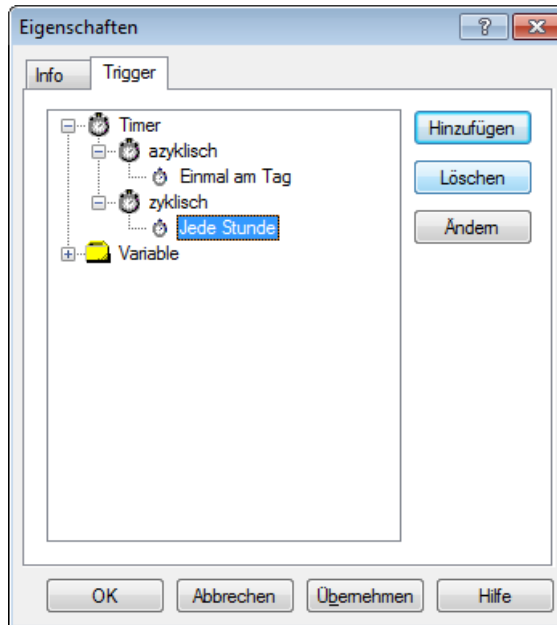 Eigenschaften
Info Trigger
Timer
azyklisch
Einmal am Tag
zyklisch
Jede Stunde
Variable
Hinzufügen
Löschen
Ändern
OK Abbrechen Übernehmen Hilfe